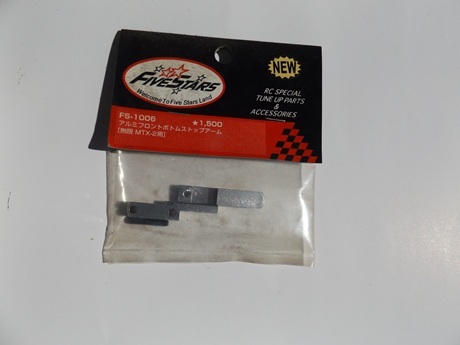 FIVESTARS
Welcome To Five Stars Land
NEW
RC SPECIAL
TUNE UP PARTS
&
ACCESSORIES
FS-1006 ★1,500
アルミフロントボトムストップアーム
[無限 MTX-2用]